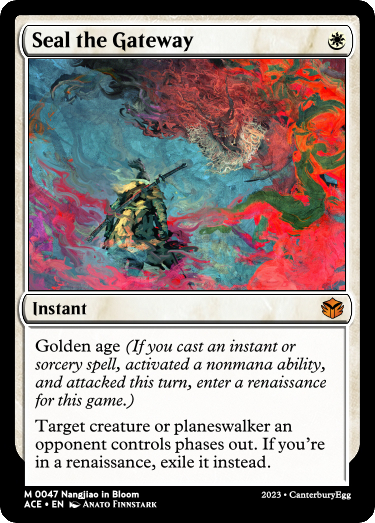 Seal the Gateway
Instant
Golden age (If you cast an instant or
sorcery spell, activated a nonmana ability,
and attacked this turn, enter a renaissance
for this game.)
Target creature or planeswalker an
opponent controls phases out. If you're
in a renaissance, exile it instead.
M 0047 Nangjiao in Bloom
ACE • EN Anato Finnstark
2023 • CanterburyEgg